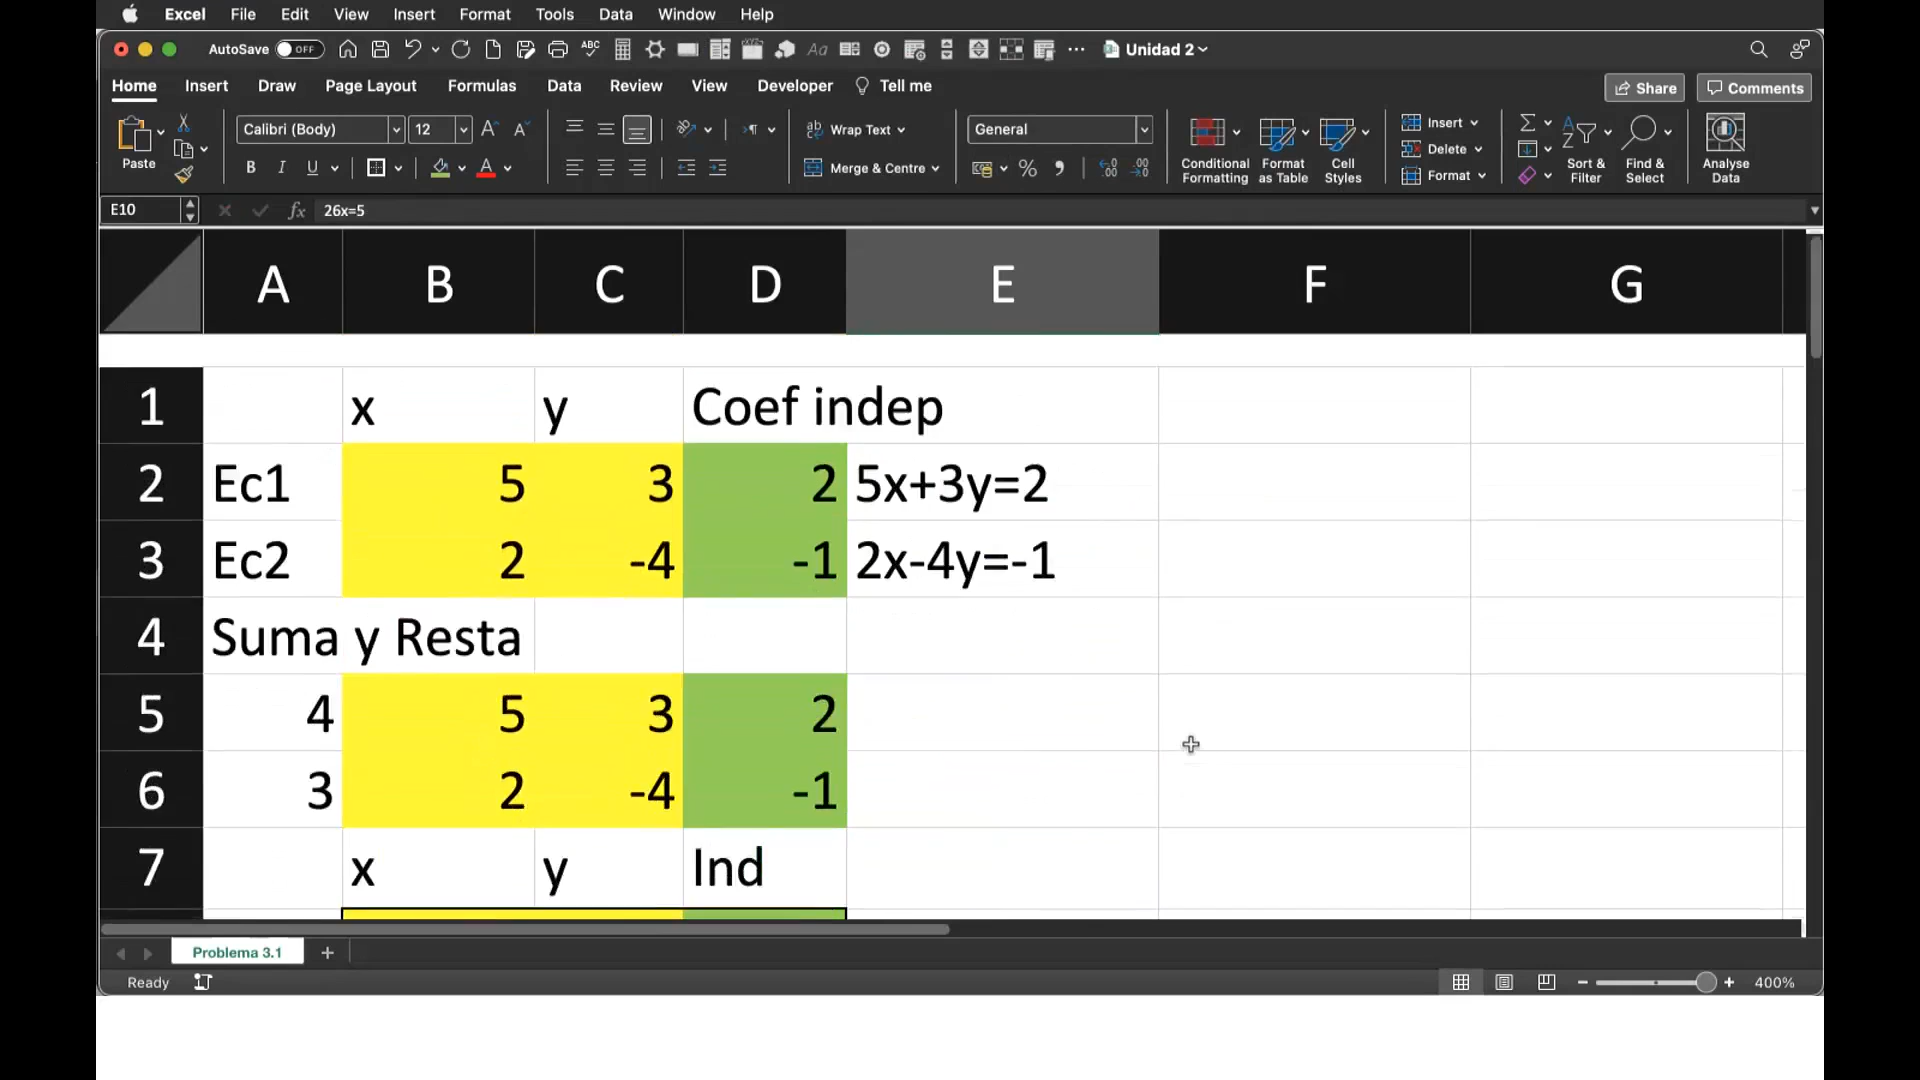 Excel File Edit View Insert Format Tools Data Window Help
AutoSave OFF ABC Aa ... Unidad 2
Home Insert Draw Page Layout Formulas Data Review View Developer Tell me Share Comments
Paste Calibri (Body) 12 A A ab Wrap Text General Conditional Formatting Format as Table Cell Styles Insert Sort & Filter Find & Select Analyse Data
B I U A Merge & Centre % Delete
Format
E10 fx 26x=5
A B C D E F G
1 x y Coef indep
2 Ec1 5 3 2 5x+3y=2
3 Ec2 2 -4 -1 2x-4y=-1
4 Suma y Resta
5 4 5 3 2
6 3 2 -4 -1
7 x y Ind
Problema 3.1 +
Ready 400%